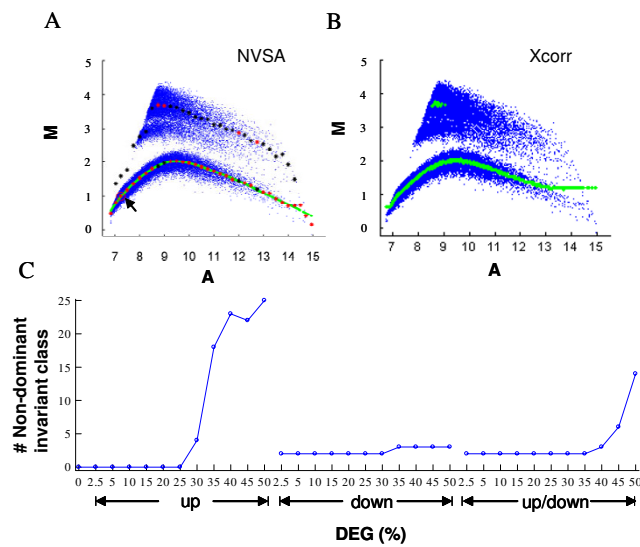 A
B
NVSA
Xcorr
5
4
3
2
1
0
M
7 8 9 10 11 12 13 14 15
A
5
4
3
2
1
0
M
7 8 9 10 11 12 13 14 15
A
C
# Non-dominant
invariant class
25
20
15
10
5
0
0 2.5 5 10 15 20 25 30 35 40 45 50 2.5 5 10 15 20 25 30 35 40 45 50 2.5 5 10 15 20 25 30 35 40 45 50
up down up/down
DEG (%)